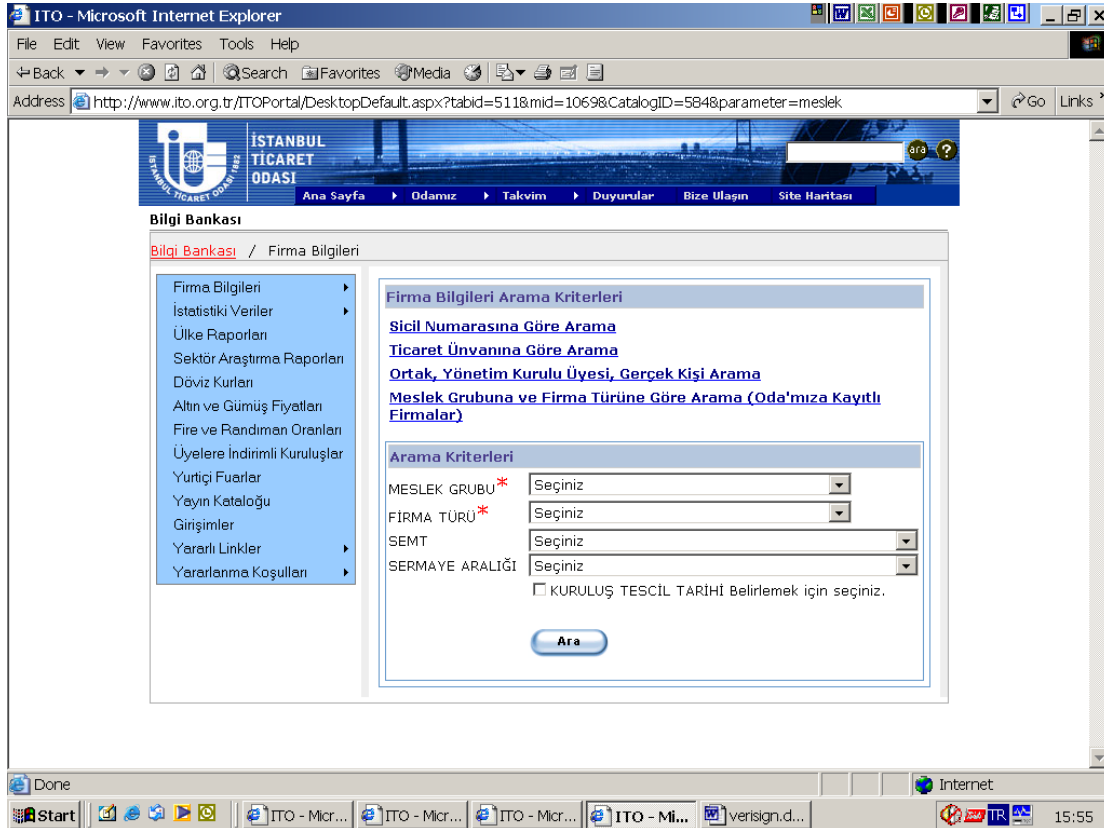 ITO - Microsoft Internet Explorer
File Edit View Favorites Tools Help
Back Search Favorites Media
Address http://www.ito.org.tr/ITOPortal/DesktopDefault.aspx?tabid=511&mid=1069&CatalogID=584&parameter=meslek Go Links
İSTANBUL
TİCARET
ODASI
İSTANBUL TİCARET ODASI 1882
ara ?
Ana Sayfa Odamız Takvim Duyurular Bize Ulaşın Site Haritası
Bilgi Bankası
Bilgi Bankası / Firma Bilgileri
Firma Bilgileri
İstatistiki Veriler
Ülke Raporları
Sektör Araştırma Raporları
Döviz Kurları
Altın ve Gümüş Fiyatları
Fire ve Randıman Oranları
Üyelere İndirimli Kuruluşlar
Yurtiçi Fuarlar
Yayın Kataloğu
Girişimler
Yararlı Linkler
Yararlanma Koşulları
Firma Bilgileri Arama Kriterleri
Sicil Numarasına Göre Arama
Ticaret Ünvanına Göre Arama
Ortak, Yönetim Kurulu Üyesi, Gerçek Kişi Arama
Meslek Grubuna ve Firma Türüne Göre Arama (Oda'mıza Kayıtlı
Firmalar)
Arama Kriterleri
MESLEK GRUBU* Seçiniz
FİRMA TÜRÜ* Seçiniz
SEMT Seçiniz
SERMAYE ARALIĞI Seçiniz
KURULUŞ TESCİL TARİHİ Belirlemek için seçiniz.
Ara
Done Internet
Start ITO - Micr... ITO - Micr... ITO - Micr... ITO - Mi... verisign.d... TR 15:55